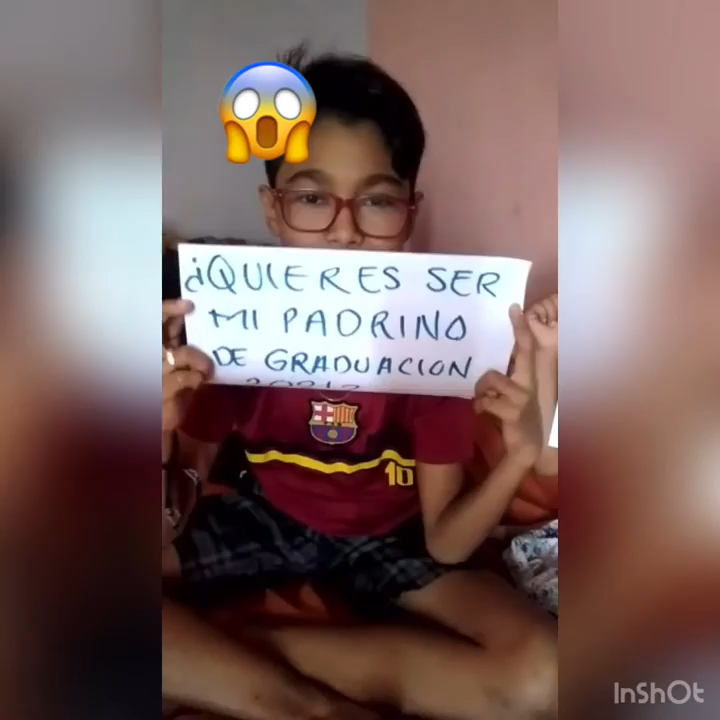 ¿QUIERES SER
MI PADRINO
DE GRADUACION
10
InShOt